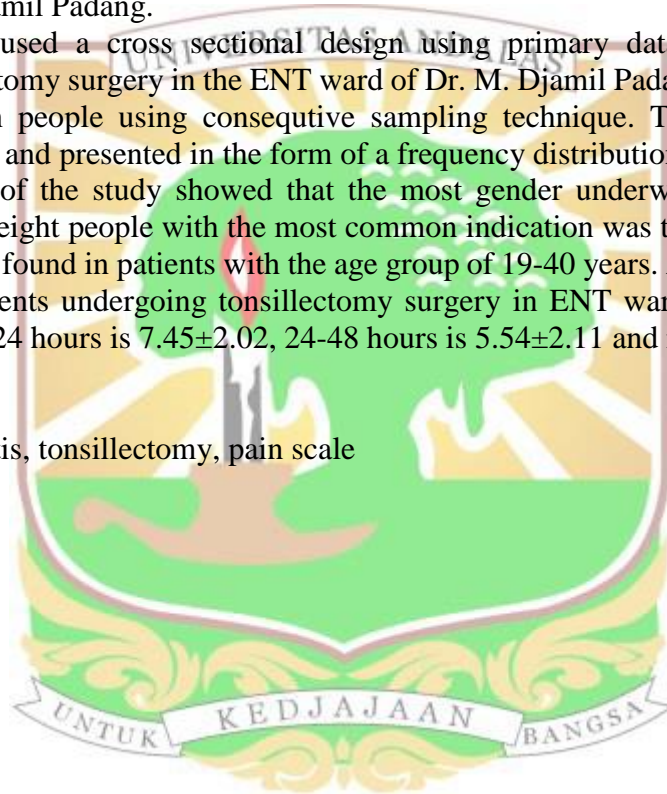 amil Padang.
used a cross sectional design using primary dat
UNIVERSITAS ANDALAS
tomy surgery in the ENT ward of Dr. M. Djamil Pada
people using consequtive sampling technique. T
and presented in the form of a frequency distribution
of the study showed that the most gender underw
eight people with the most common indication was t
found in patients with the age group of 19-40 years.
ents undergoing tonsillectomy surgery in ENT war
24 hours is 7.45±2.02, 24-48 hours is 5.54±2.11 and
is, tonsillectomy, pain scale
UNTUK KEDJAJAAN BANGSA